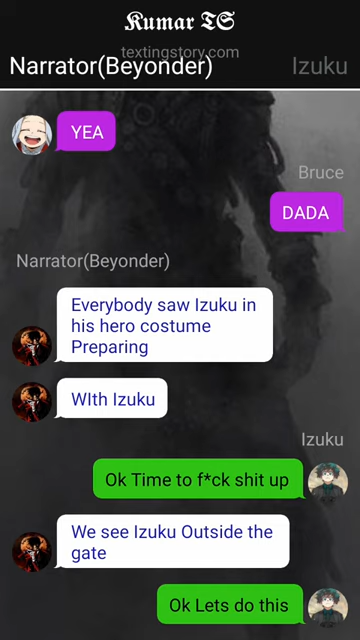 Kumar TS
textingstory.com
Narrator(Beyonder)
Izuku
YEA
Bruce
DADA
Narrator(Beyonder)
Everybody saw Izuku in
his hero costume
Preparing
WIth Izuku
Izuku
Ok Time to f*ck shit up
We see Izuku Outside the
gate
Ok Lets do this